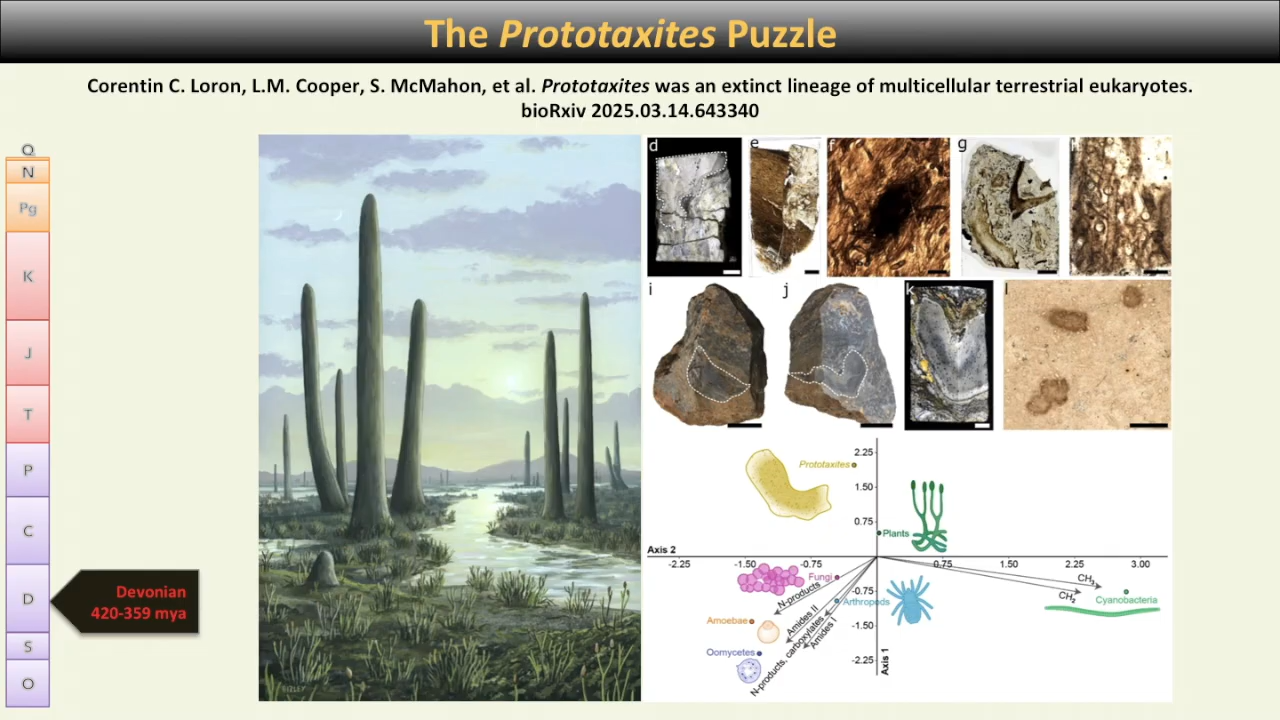 The Prototaxites Puzzle
Corentin C. Loron, L.M. Cooper, S. McMahon, et al. Prototaxites was an extinct lineage of multicellular terrestrial eukaryotes.
bioRxiv 2025.03.14.643340
Q
N
Pg
K
J
T
P
C
D
S
O
Devonian
420-359 mya
d
e
f
g
h
i
j
k
l
2.25
1.50
0.75
Prototaxites
Plants
Axis 2
-2.25
-1.50
-0.75
0.75
1.50
2.25
3.00
Fungi
N-products
CH3
CH2
Cyanobacteria
Arthropods
-0.75
Amoebae
Amides II
Amides I
-1.50
Oomycetes
N-products, carboxylates
-2.25
Axis 1